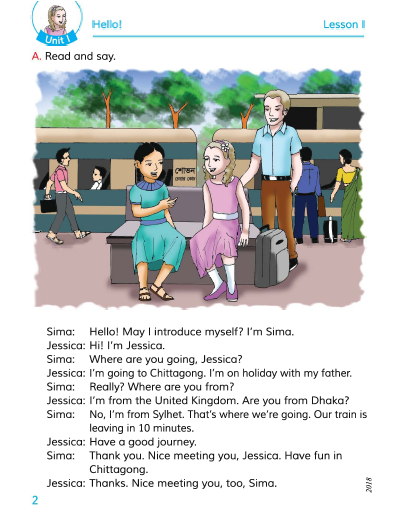 Hello!
Lesson 1
Unit 1
A. Read and say.
শোভন
চেয়ার কোচ
Sima: Hello! May I introduce myself? I'm Sima.
Jessica: Hi! I'm Jessica.
Sima: Where are you going, Jessica?
Jessica: I'm going to Chittagong. I'm on holiday with my father.
Sima: Really? Where are you from?
Jessica: I'm from the United Kingdom. Are you from Dhaka?
Sima: No, I'm from Sylhet. That's where we're going. Our train is
leaving in 10 minutes.
Jessica: Have a good journey.
Sima: Thank you. Nice meeting you, Jessica. Have fun in
Chittagong.
Jessica: Thanks. Nice meeting you, too, Sima.
2
2018